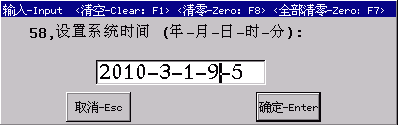 输入-Input <清空-Clear: F1> <清零-Zero: F8> <全部清零-Zero: F7>
58,设置系统时间 (年-月-日-时-分):
2010-3-1-9-5
取消-Esc 确定-Enter